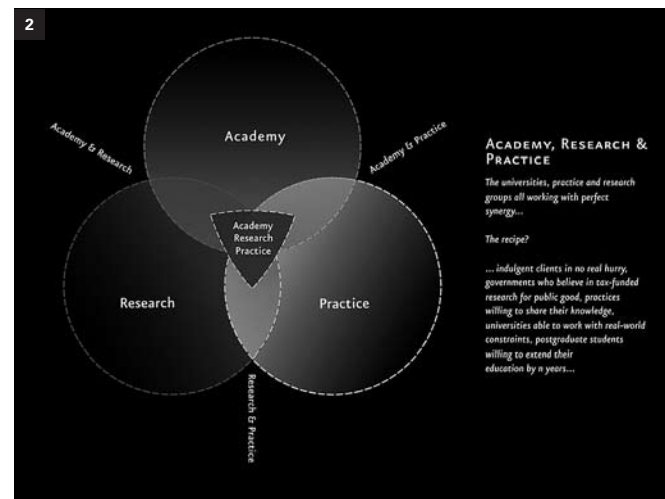 2
Academy
Academy & Research
Academy & Practice
Academy
Research
Practice
Research
Practice
Research & Practice
ACADEMY, RESEARCH &
PRACTICE
The universities, practice and research
groups all working with perfect
synergy...
The recipe?
... indulgent clients in no real hurry,
governments who believe in tax-funded
research for public good, practices
willing to share their knowledge,
universities able to work with real-world
constraints, postgraduate students
willing to extend their
education by n years...